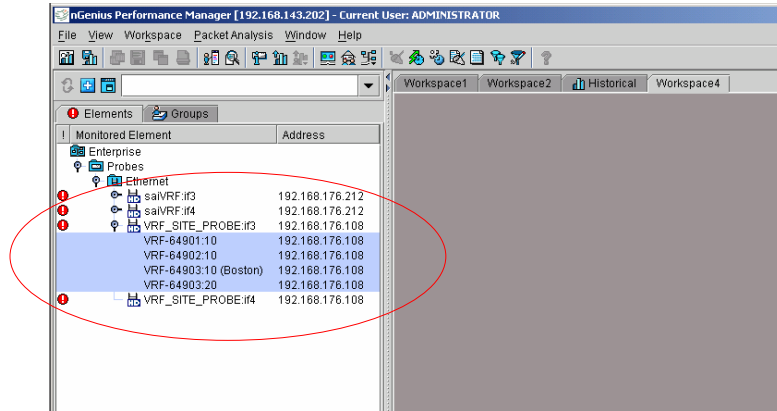 nGenius Performance Manager [192.168.143.202] - Current User: ADMINISTRATOR
File View Workspace PacketAnalysis Window Help
Workspace1 Workspace2 Historical Workspace4
Elements Groups
! Monitored Element Address
Enterprise
Probes
Ethernet
saiVRF:if3 192.168.176.212
saiVRF:if4 192.168.176.212
VRF_SITE_PROBE:if3 192.168.176.108
VRF-64901:10 192.168.176.108
VRF-64902:10 192.168.176.108
VRF-64903:10 (Boston) 192.168.176.108
VRF-64903:20 192.168.176.108
VRF_SITE_PROBE:if4 192.168.176.108